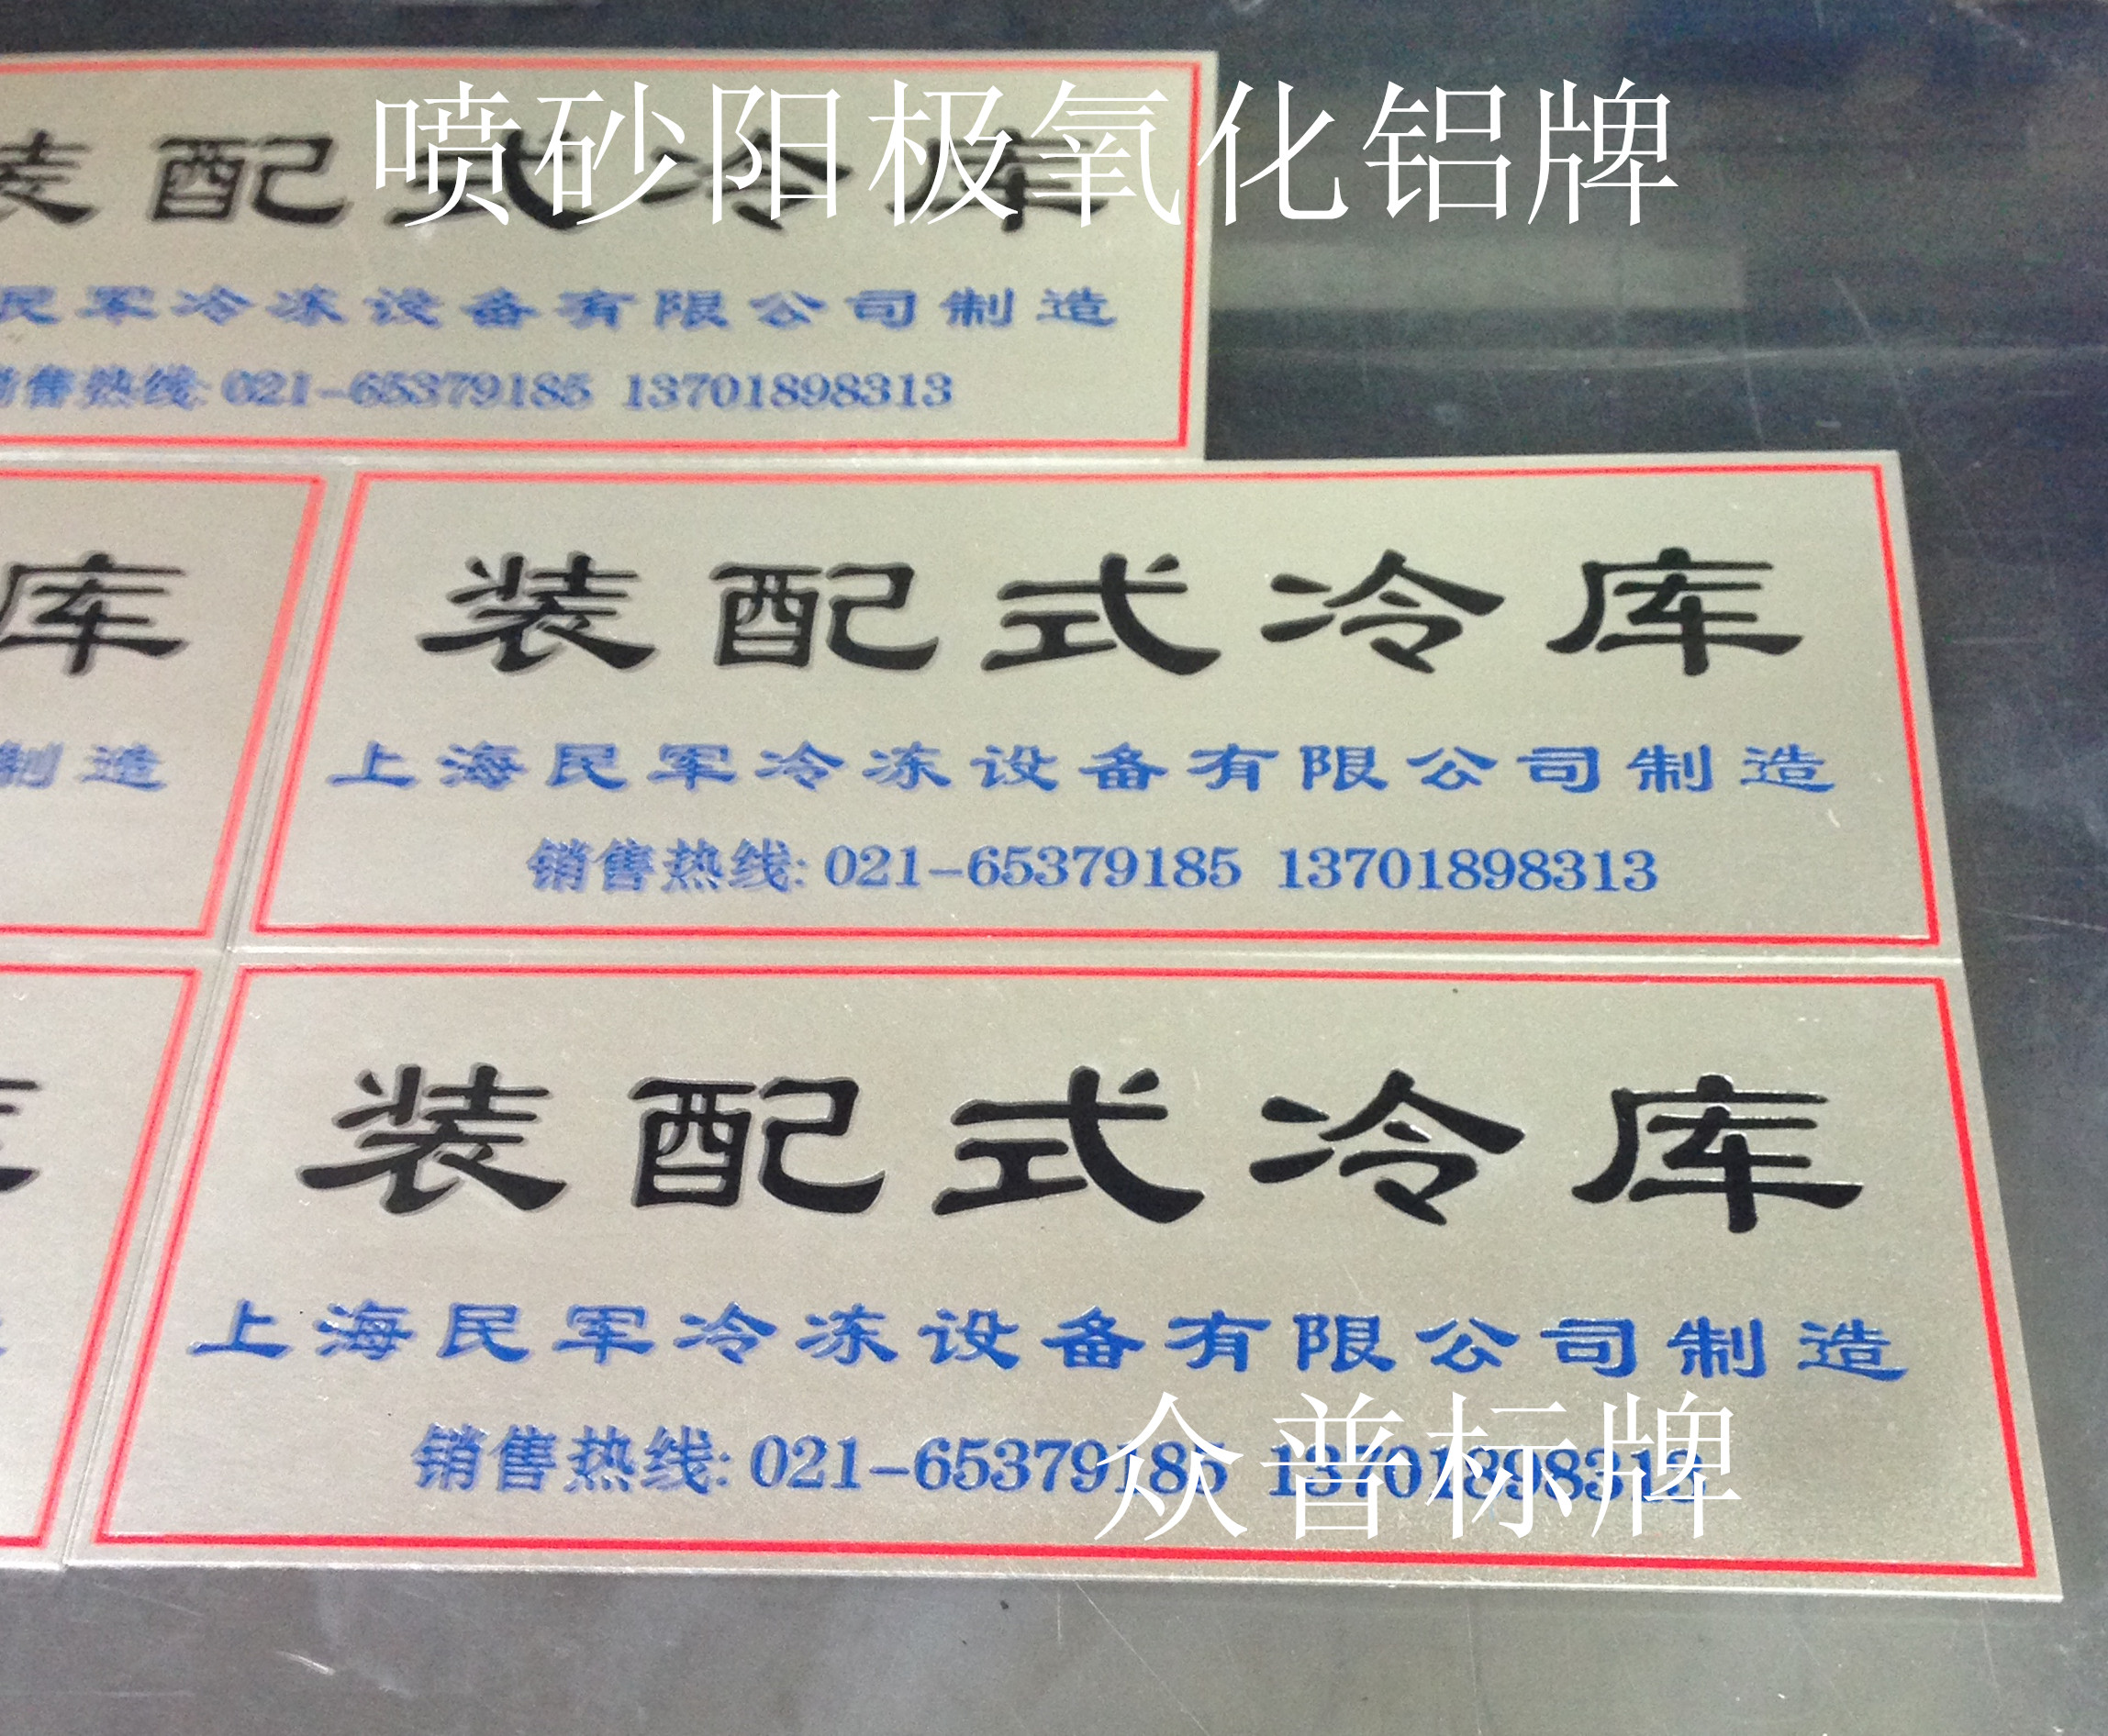 喷砂阳极氧化铝牌
装配式冷库
民军冷冻设备有限公司制造
销售热线: 021-65379185 13701898313
库
装配式冷库
制造
上海民军冷冻设备有限公司制造
销售热线: 021-65379185 13701898313
装配式冷库
上海民军冷冻设备有限公司制造
销售热线: 021-65379185 13701898313
众普标牌